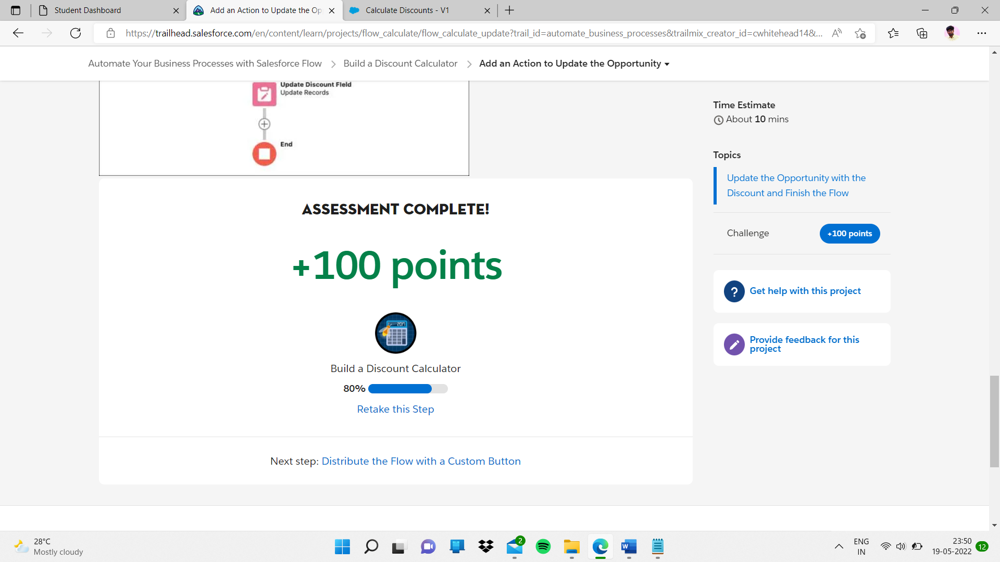 Student Dashboard
Add an Action to Update the Op
Calculate Discounts - V1
https://trailhead.salesforce.com/en/content/learn/projects/flow_calculate/flow_calculate_update?trail_id=automate_business_processes&trailmix_creator_id=cwhitehead14&...
Automate Your Business Processes with Salesforce Flow
Build a Discount Calculator
Add an Action to Update the Opportunity
Update Discount Field
Update Records
End
Time Estimate
About 10 mins
Topics
Update the Opportunity with the
Discount and Finish the Flow
Challenge
+100 points
Get help with this project
Provide feedback for this
project
ASSESSMENT COMPLETE!
+100 points
2017
Build a Discount Calculator
80%
Retake this Step
Next step: Distribute the Flow with a Custom Button
28°C
Mostly cloudy
2
ENG
IN
23:50
19-05-2022
12